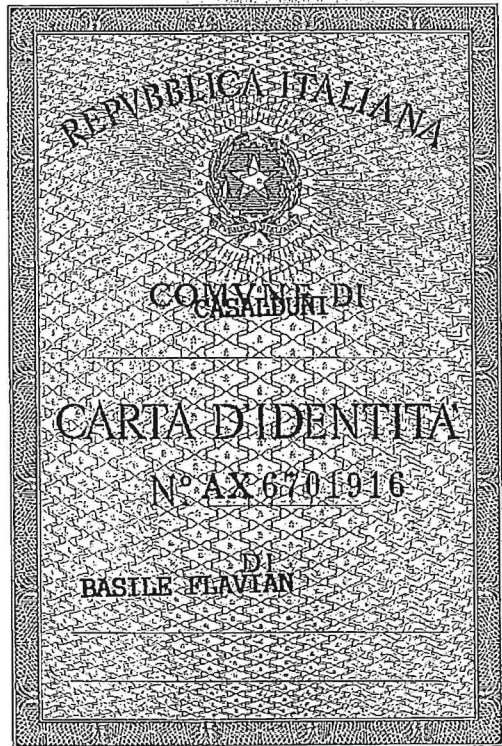 REPVBBLICA ITALIANA
COMVNE DI
CASALDUNI
CARTA D'IDENTITA'
N° AX 6701916
DI
BASILE FLAVIAN